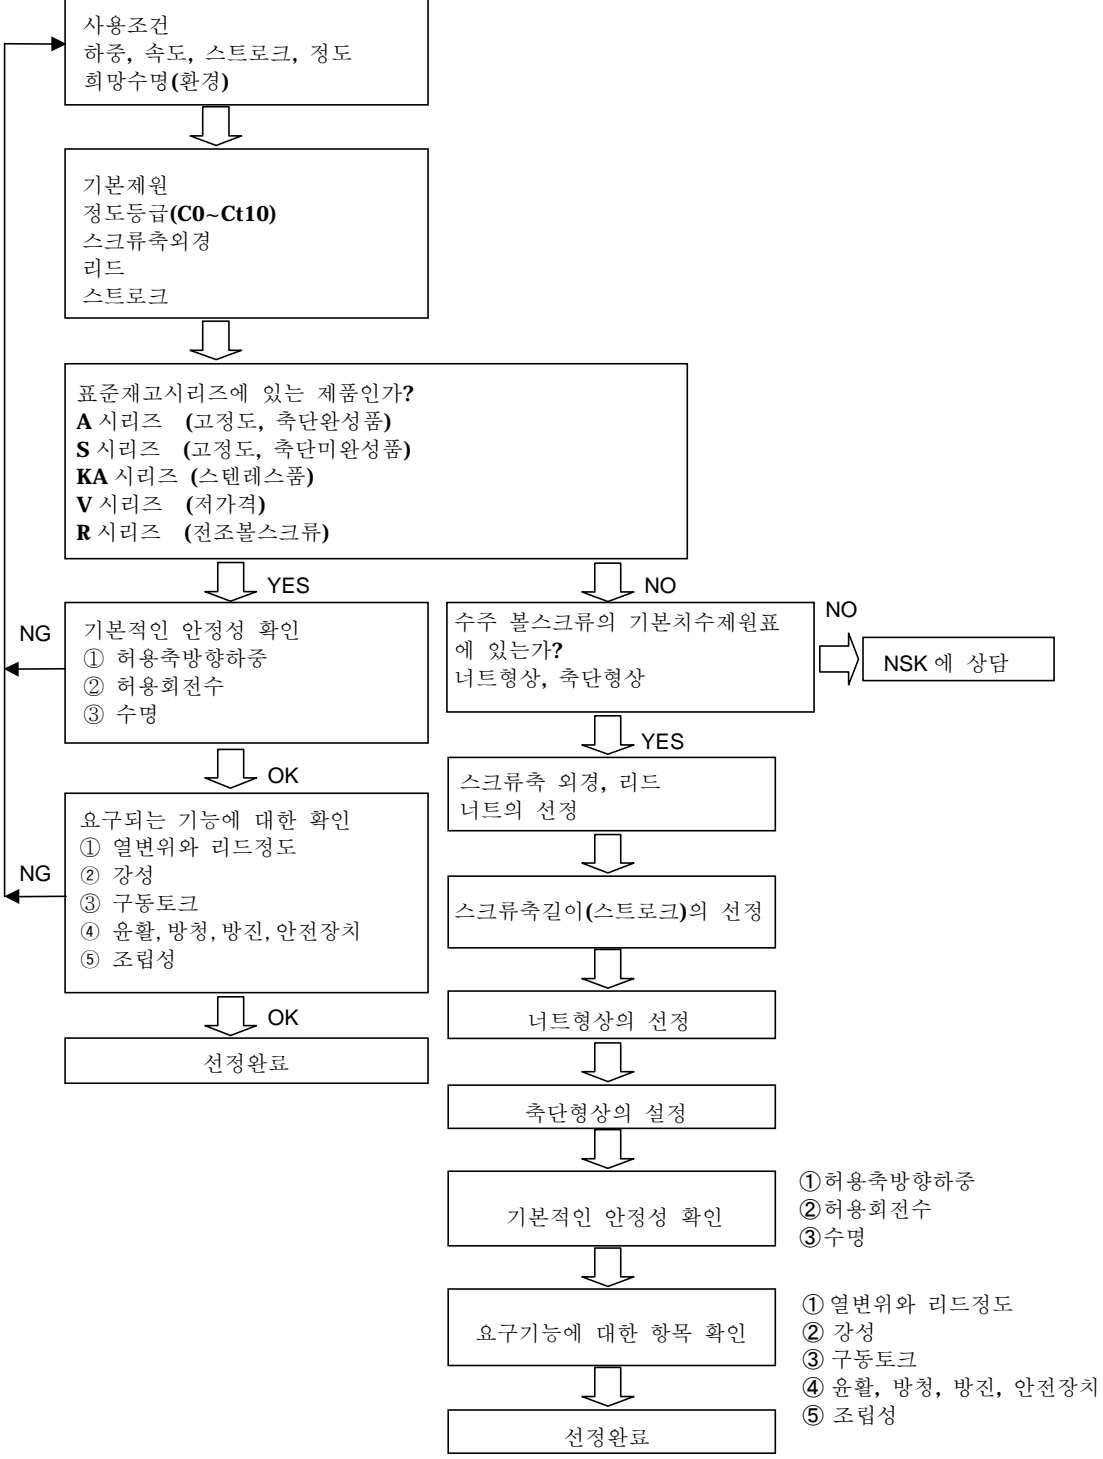 사용조건
하중, 속도, 스트로크, 정도
희망수명(환경)
기본제원
정도등급(C0~Ct10)
스크류축외경
리드
스트로크
표준재고시리즈에 있는 제품인가?
A 시리즈 (고정도, 축단완성품)
S 시리즈 (고정도, 축단미완성품)
KA 시리즈 (스텐레스품)
V 시리즈 (저가격)
R 시리즈 (전조볼스크류)
YES
NO
NG
기본적인 안정성 확인
① 허용축방향하중
② 허용회전수
③ 수명
OK
NG
요구되는 기능에 대한 확인
① 열변위와 리드정도
② 강성
③ 구동토크
④ 윤활, 방청, 방진, 안전장치
⑤ 조립성
OK
선정완료
수주 볼스크류의 기본치수제원표
에 있는가?
너트형상, 축단형상
NO
NSK 에 상담
YES
스크류축 외경, 리드
너트의 선정
스크류축길이(스트로크)의 선정
너트형상의 선정
축단형상의 설정
기본적인 안정성 확인
①허용축방향하중
②허용회전수
③수명
요구기능에 대한 항목 확인
① 열변위와 리드정도
② 강성
③ 구동토크
④ 윤활, 방청, 방진, 안전장치
⑤ 조립성
선정완료